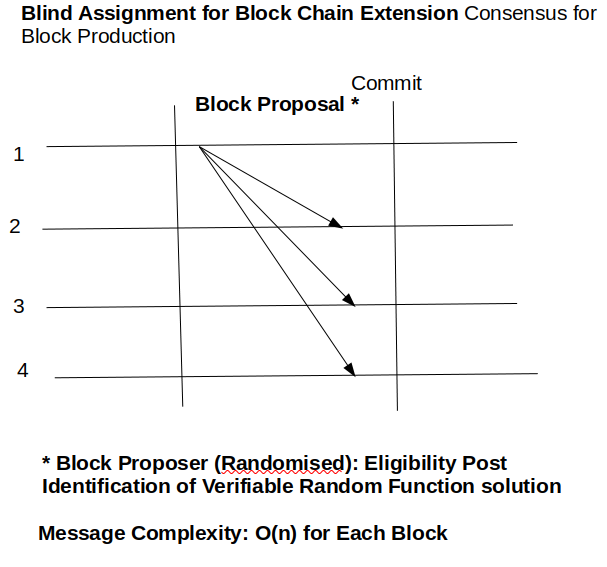 Blind Assignment for Block Chain Extension Consensus for
Block Production
Commit
Block Proposal *
1
2
3
4
* Block Proposer (Randomised): Eligibility Post
Identification of Verifiable Random Function solution
Message Complexity: O(n) for Each Block